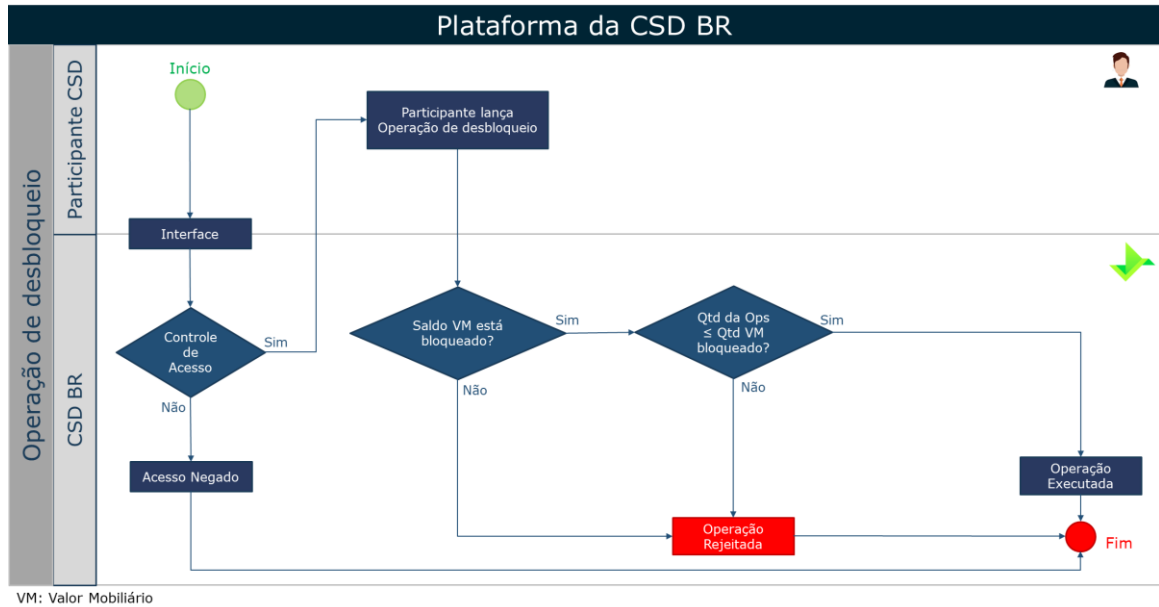 Plataforma da CSD BR
Operação de desbloqueio
Participante CSD
Início
Participante lança
Operação de desbloqueio
Interface
CSD BR
Controle
de
Acesso
Sim
Não
Acesso Negado
Saldo VM está
bloqueado?
Sim
Não
Qtd da Ops
≤ Qtd VM
bloqueado?
Sim
Não
Operação
Rejeitada
Operação
Executada
Fim
VM: Valor Mobiliário